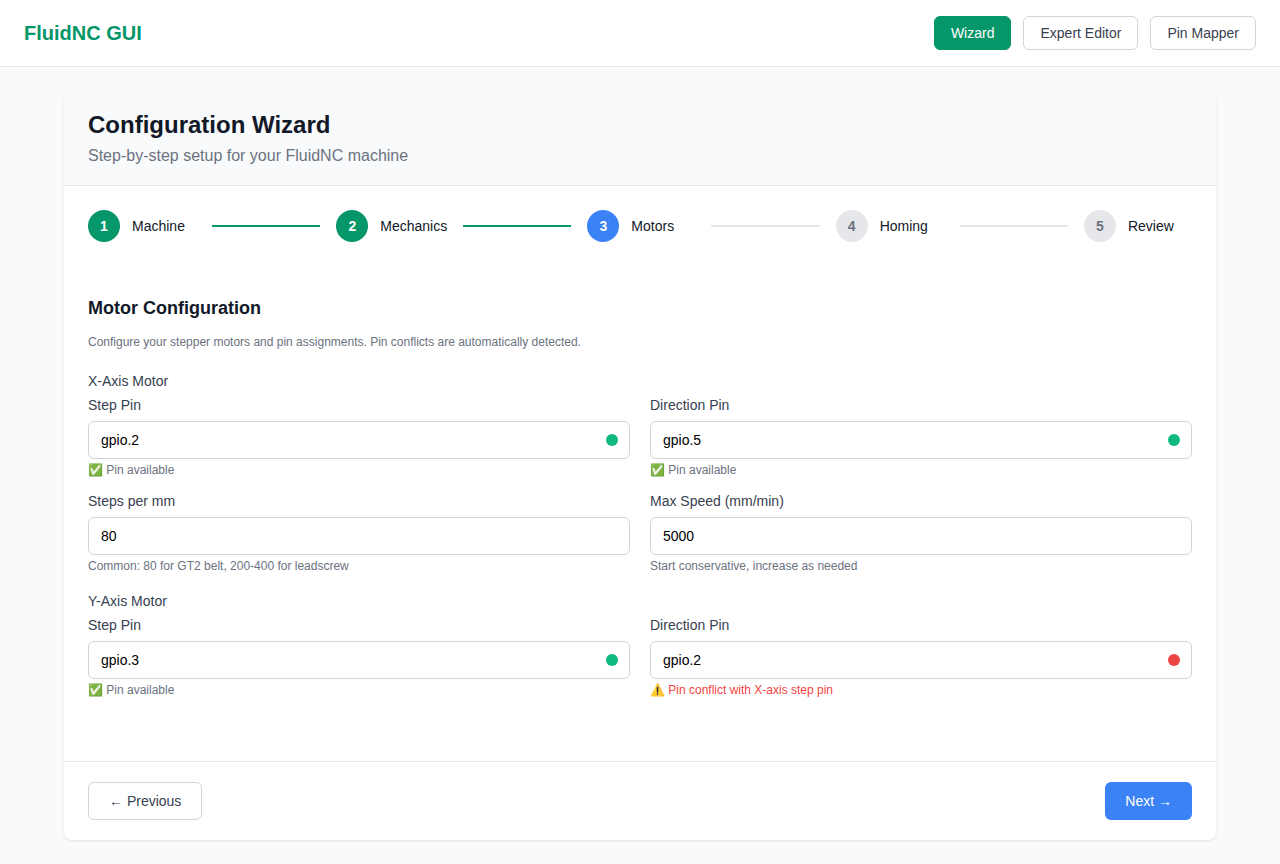 FluidNC GUI
Wizard Expert Editor Pin Mapper
Configuration Wizard
Step-by-step setup for your FluidNC machine
1 Machine 2 Mechanics 3 Motors 4 Homing 5 Review
Motor Configuration
Configure your stepper motors and pin assignments. Pin conflicts are automatically detected.
X-Axis Motor
Step Pin Direction Pin
gpio.2 gpio.5
✅ Pin available ✅ Pin available
Steps per mm Max Speed (mm/min)
80 5000
Common: 80 for GT2 belt, 200-400 for leadscrew Start conservative, increase as needed
Y-Axis Motor
Step Pin Direction Pin
gpio.3 gpio.2
✅ Pin available ⚠️ Pin conflict with X-axis step pin
← Previous Next →